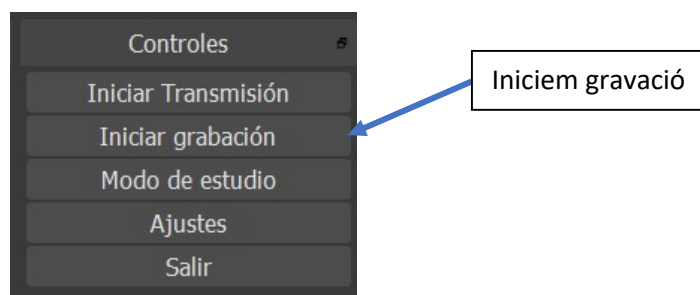 Controles
Iniciar Transmisión
Iniciar grabación
Modo de estudio
Ajustes
Salir
Iniciem gravació